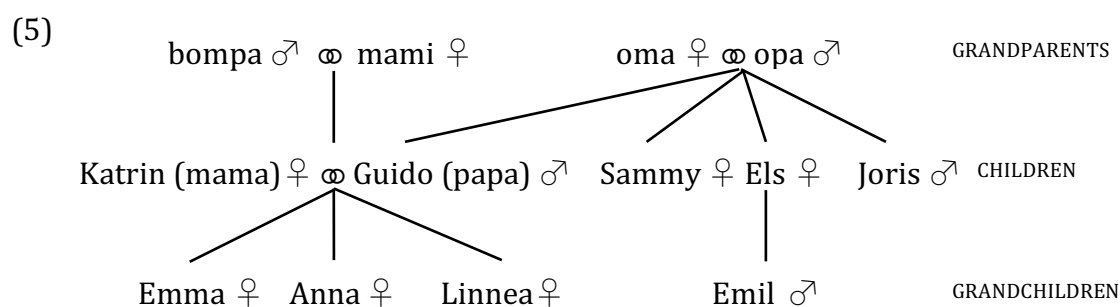 (5)
bompa ♂ ⚭ mami ♀ oma ♀ ⚭ opa ♂ GRANDPARENTS
Katrin (mama) ♀ ⚭ Guido (papa) ♂ Sammy ♀ Els ♀ Joris ♂ CHILDREN
Emma ♀ Anna ♀ Linnea ♀ Emil ♂ GRANDCHILDREN